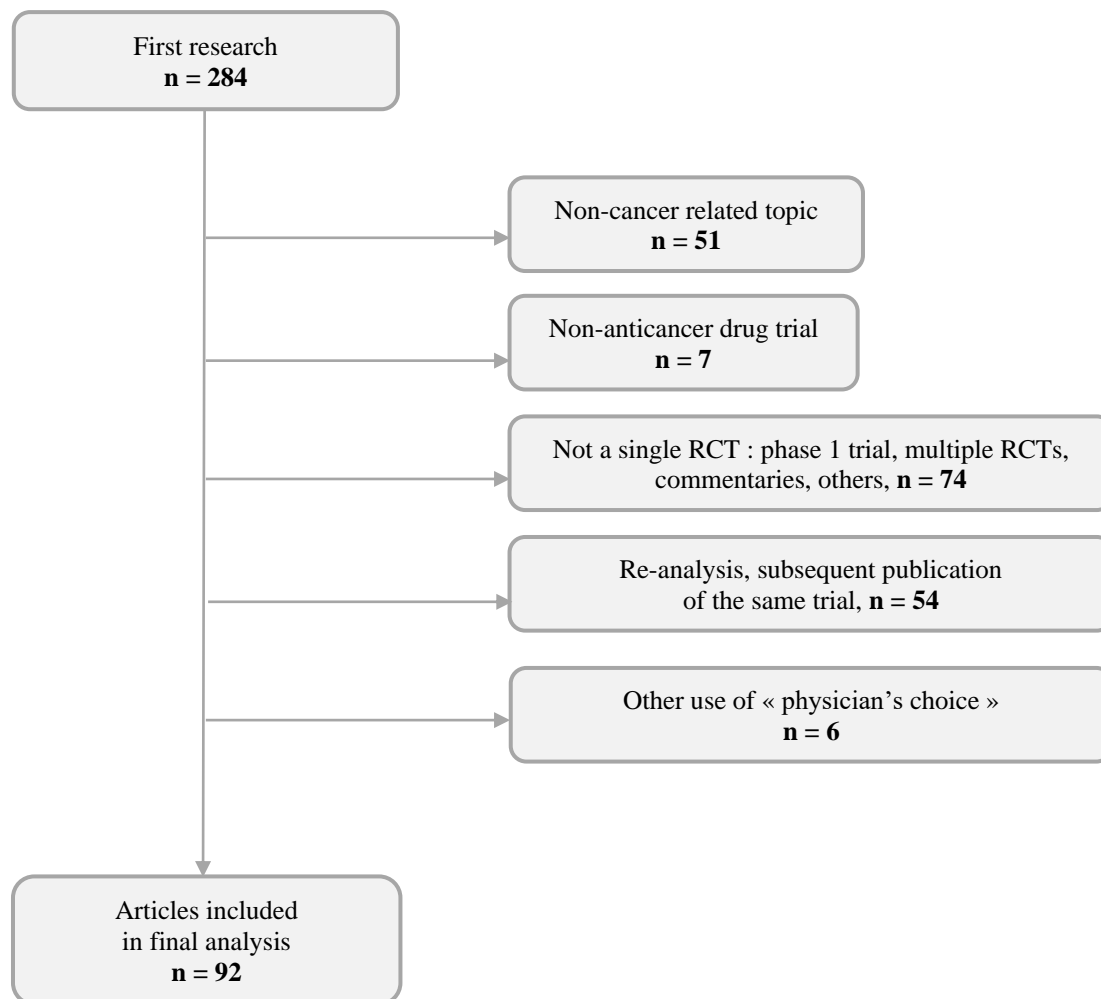 First research
n = 284
Non-cancer related topic
n = 51
Non-anticancer drug trial
n = 7
Not a single RCT : phase 1 trial, multiple RCTs,
commentaries, others, n = 74
Re-analysis, subsequent publication
of the same trial, n = 54
Other use of « physician’s choice »
n = 6
Articles included
in final analysis
n = 92